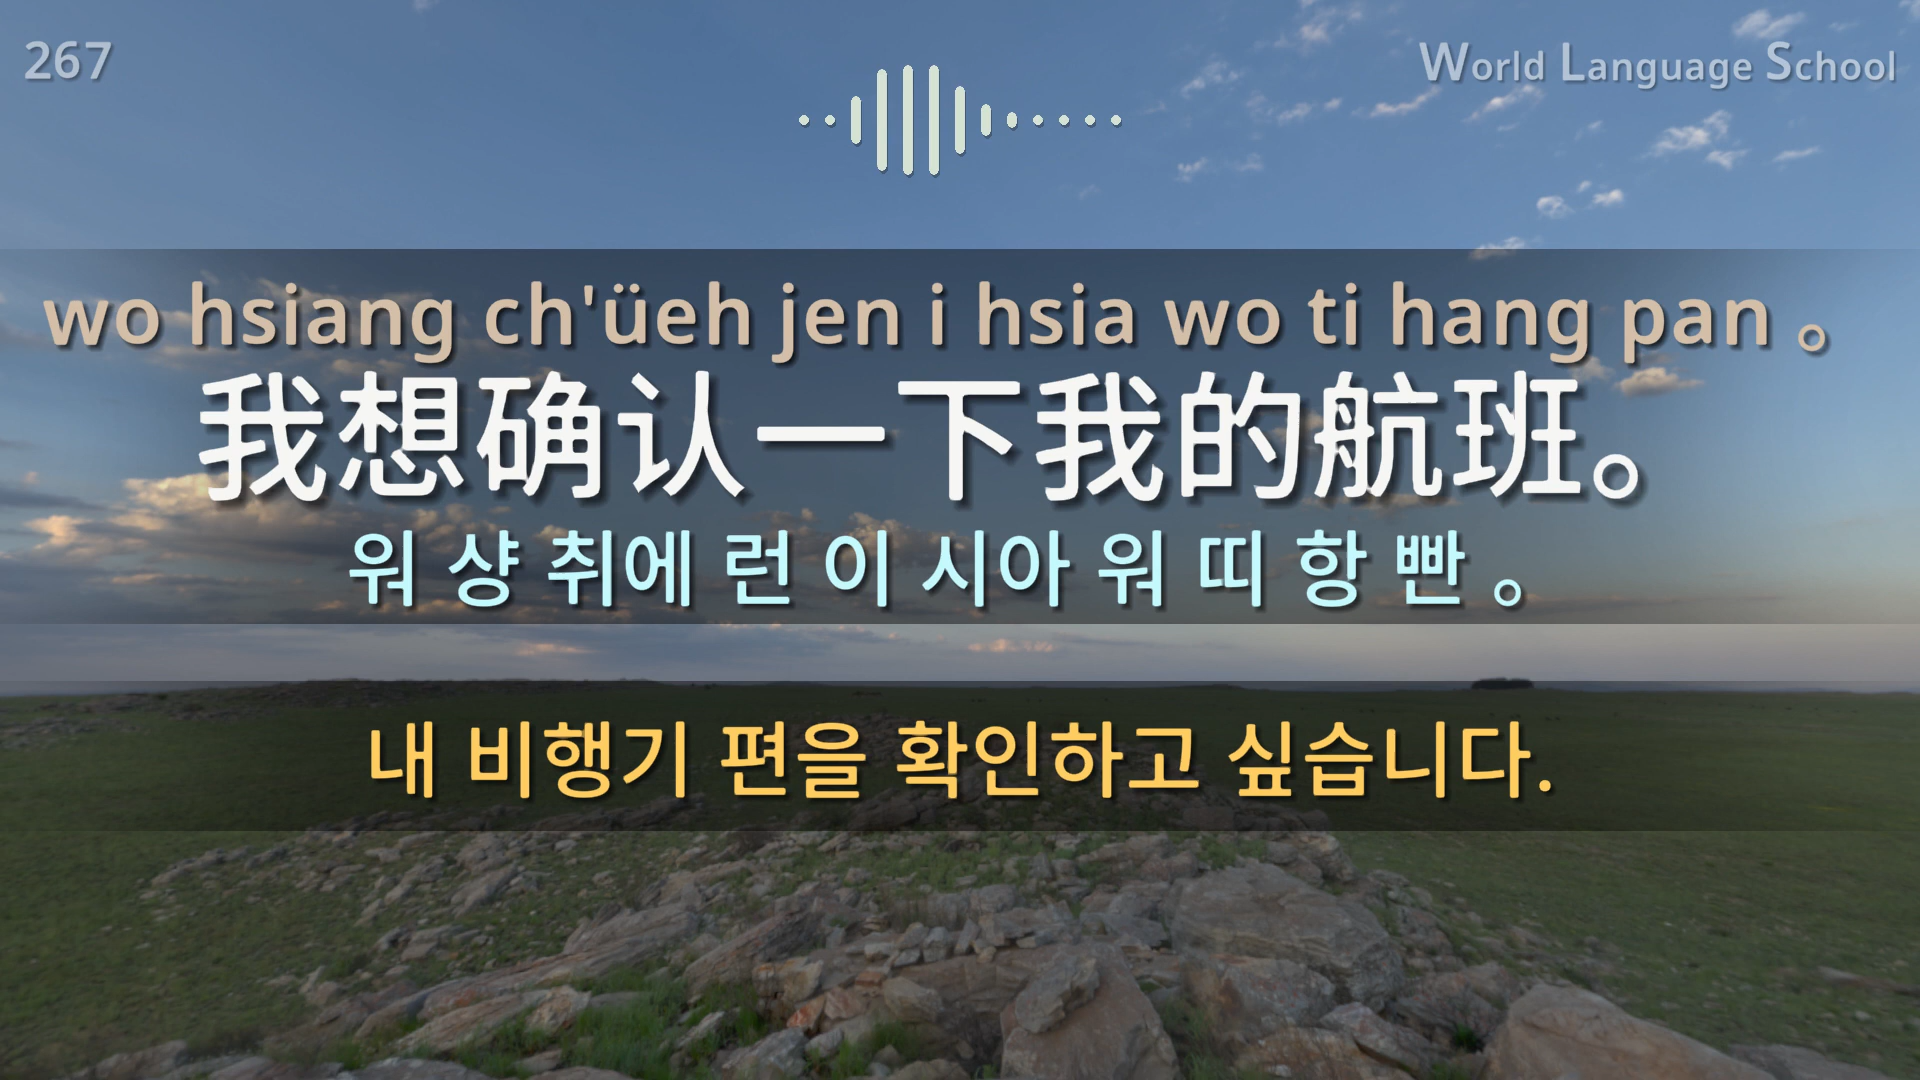 267
World Language School
wo hsiang ch'üeh jen i hsia wo ti hang pan 。
我想确认一下我的航班。
워 샹 취에 런 이 시아 워 띠 항 빤 。
내 비행기 편을 확인하고 싶습니다.